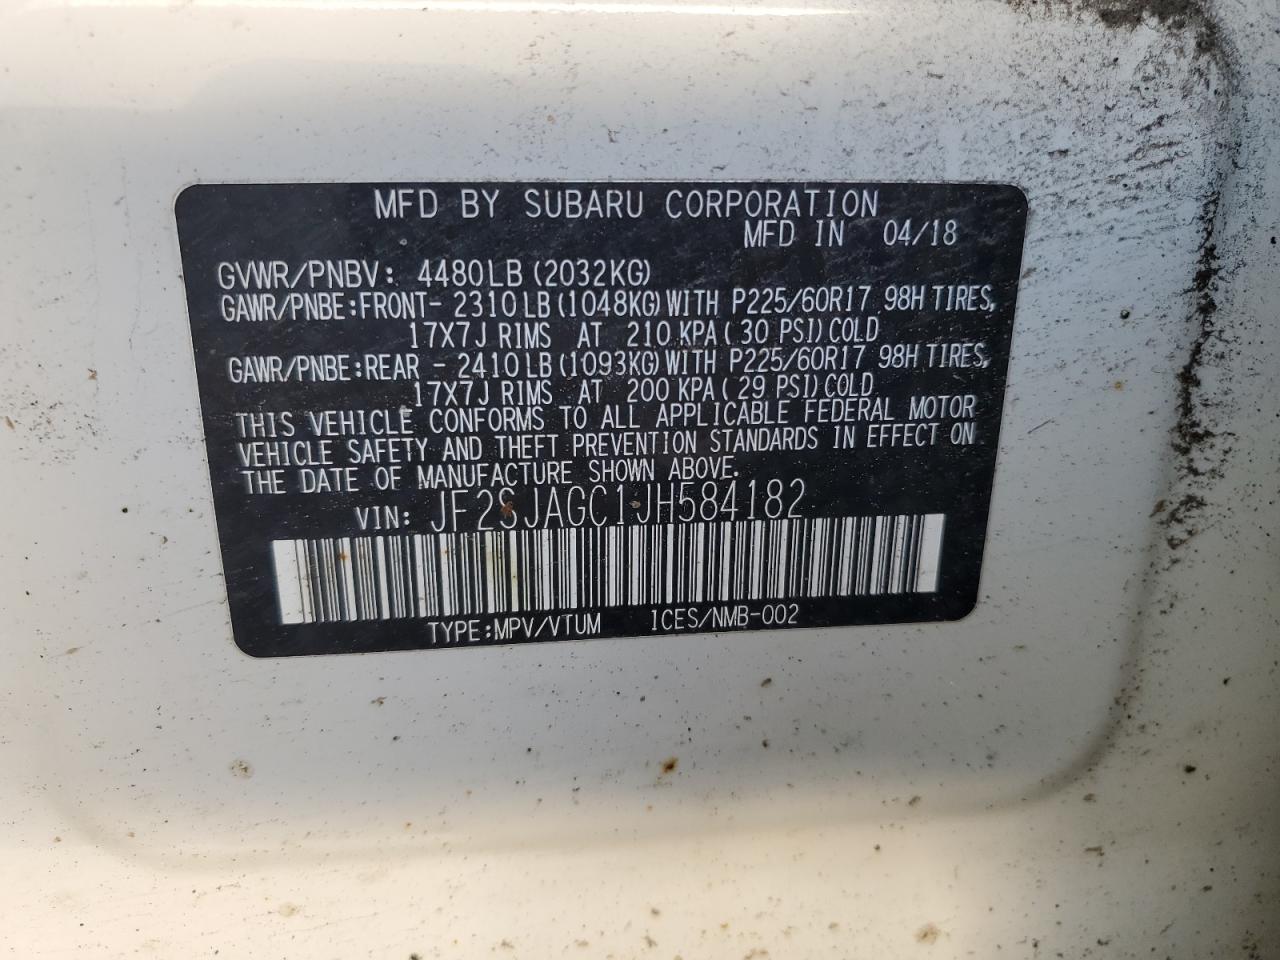 MFD BY SUBARU CORPORATION
MFD IN 04/18
GVWR/PNBV: 4480LB (2032KG)
GAWR/PNBE:FRONT- 2310LB (1048KG) WITH P225/60R17 98H TIRES,
17X7J RIMS AT 210 KPA (30 PSI) COLD
GAWR/PNBE:REAR - 2410LB (1093KG) WITH P225/60R17 98H TIRES,
17X7J RIMS AT 200 KPA (29 PSI) COLD
THIS VEHICLE CONFORMS TO ALL APPLICABLE FEDERAL MOTOR
VEHICLE SAFETY AND THEFT PREVENTION STANDARDS IN EFFECT ON
THE DATE OF MANUFACTURE SHOWN ABOVE.
VIN: JF2SJAGC1JH584182
TYPE:MPV/VTUM ICES/NMB-002